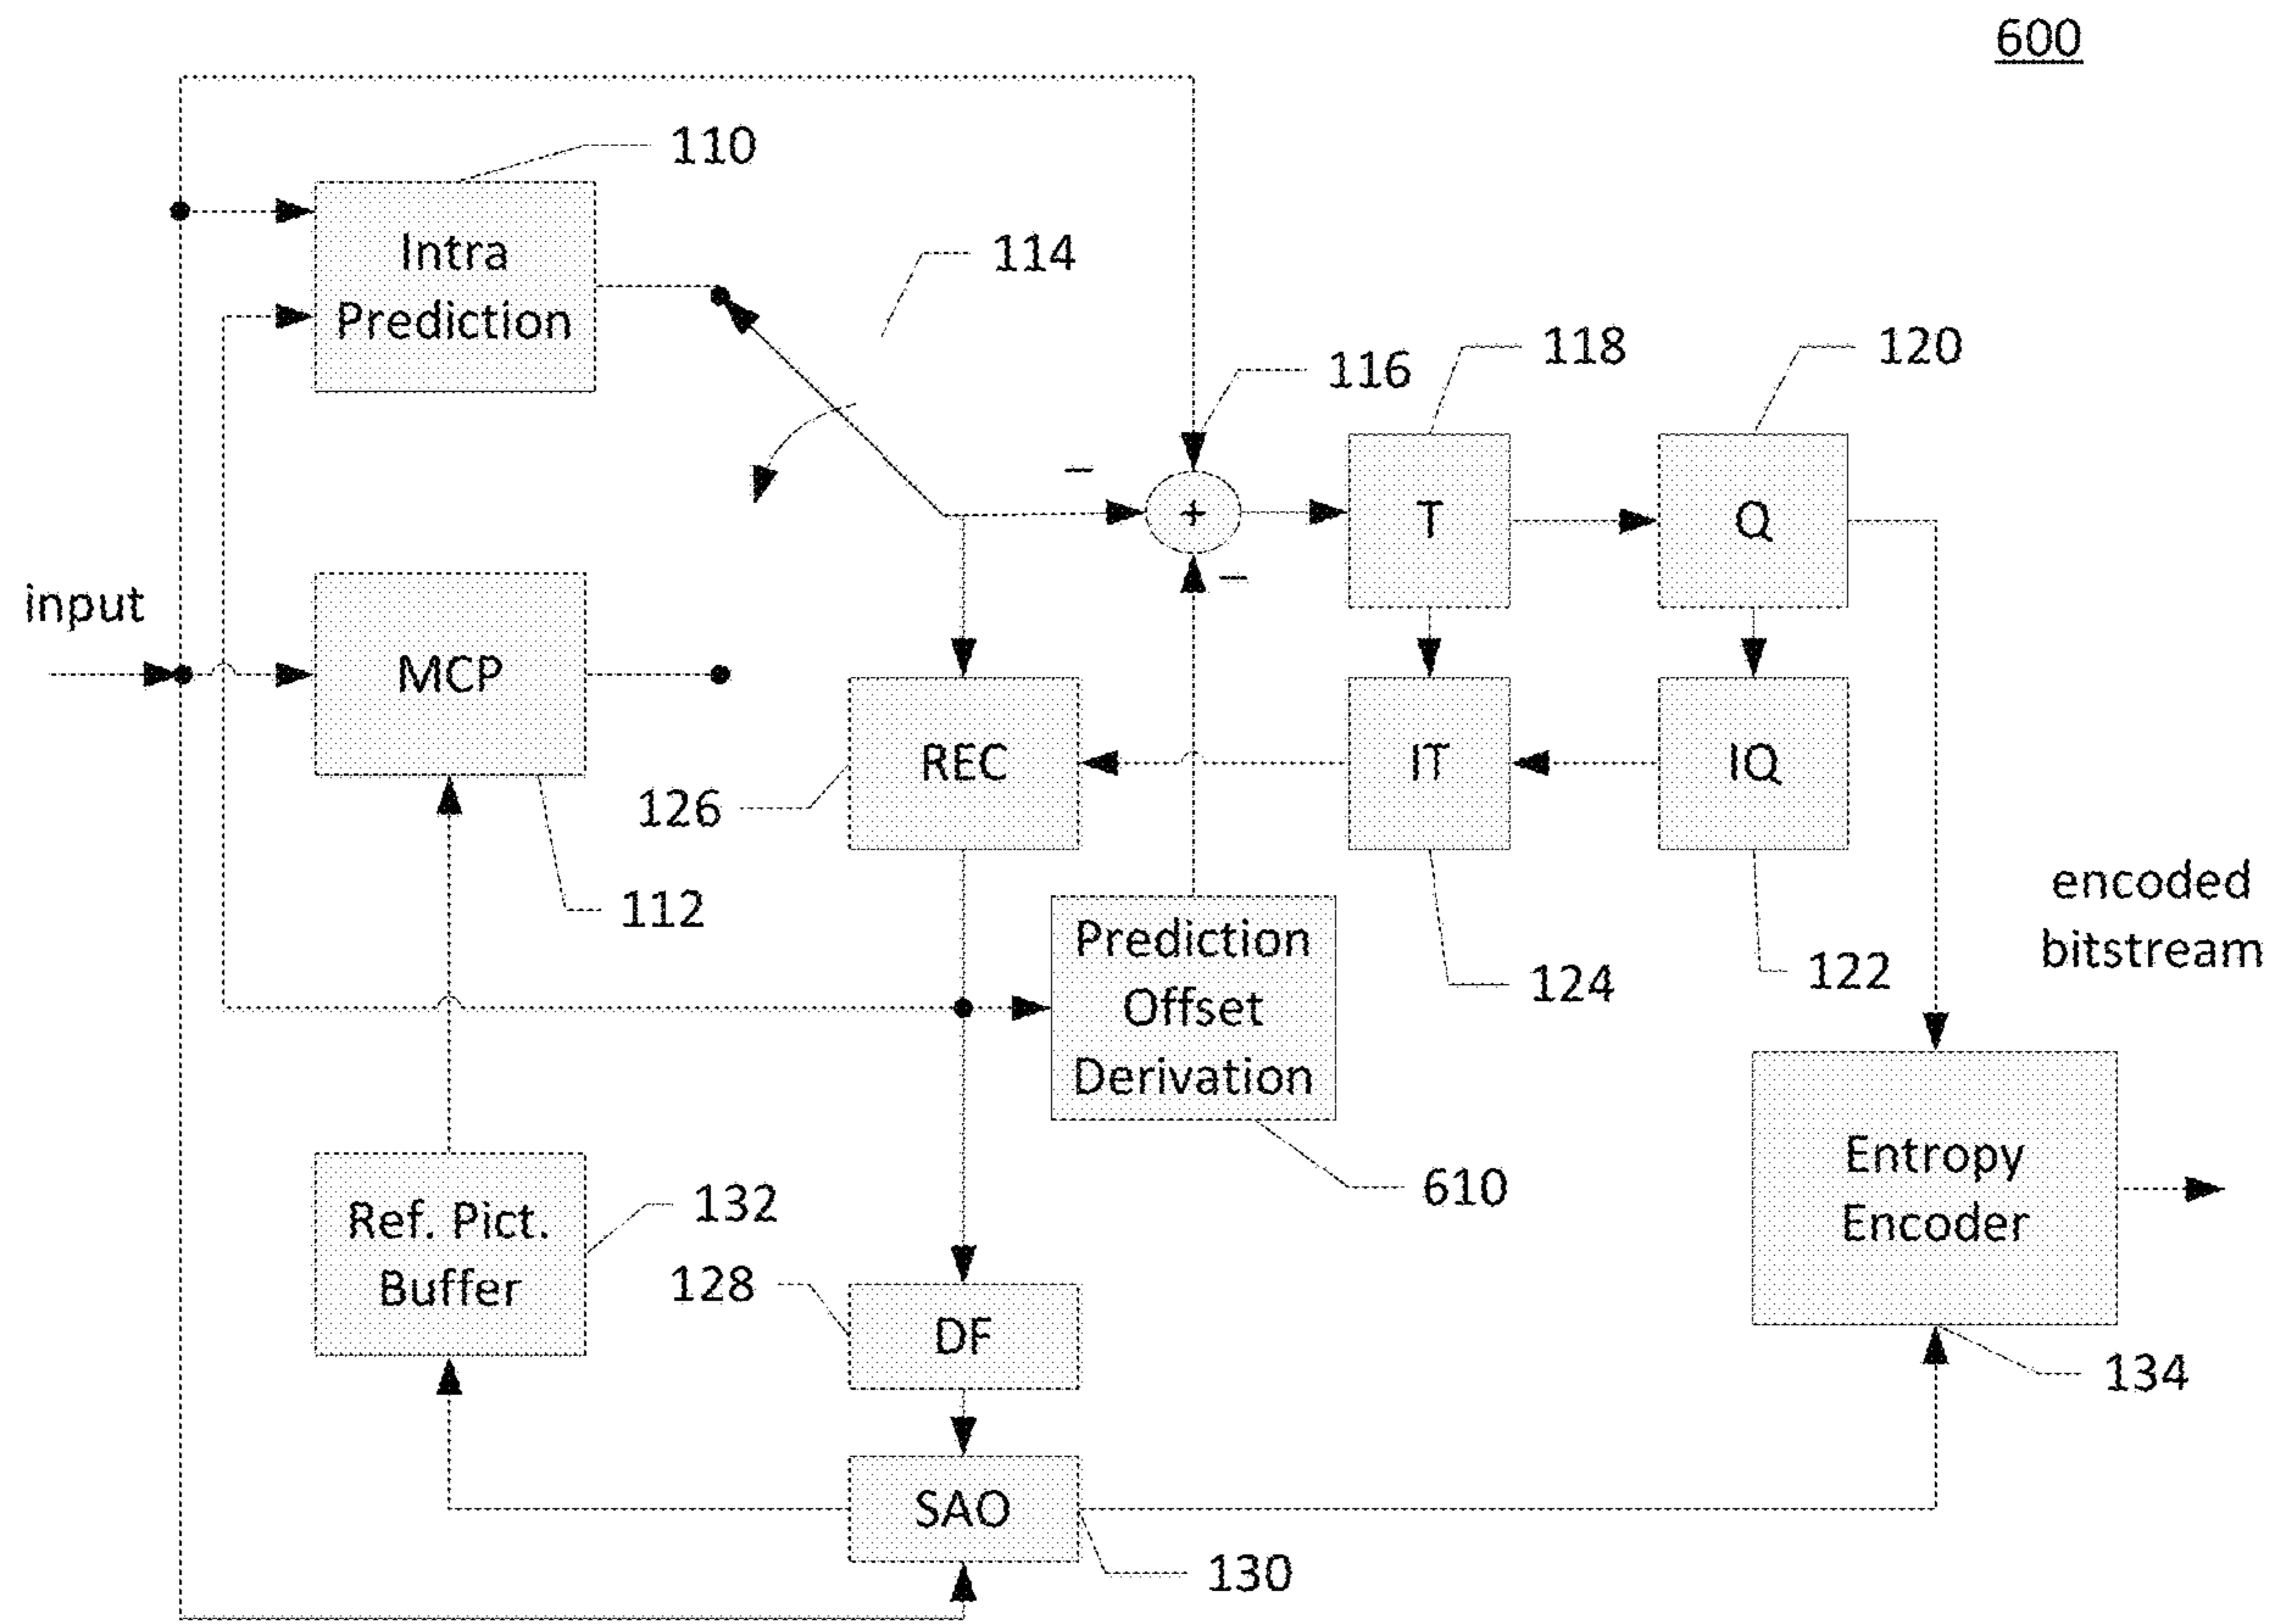 600
110
Intra
Prediction
114
116
118
120
−
+
T
Q
−
input
MCP
REC
IT
IQ
126
112
Prediction
Offset
Derivation
124
122
encoded
bitstream
Ref. Pict.
Buffer
132
610
128
DF
Entropy
Encoder
134
SAO
130